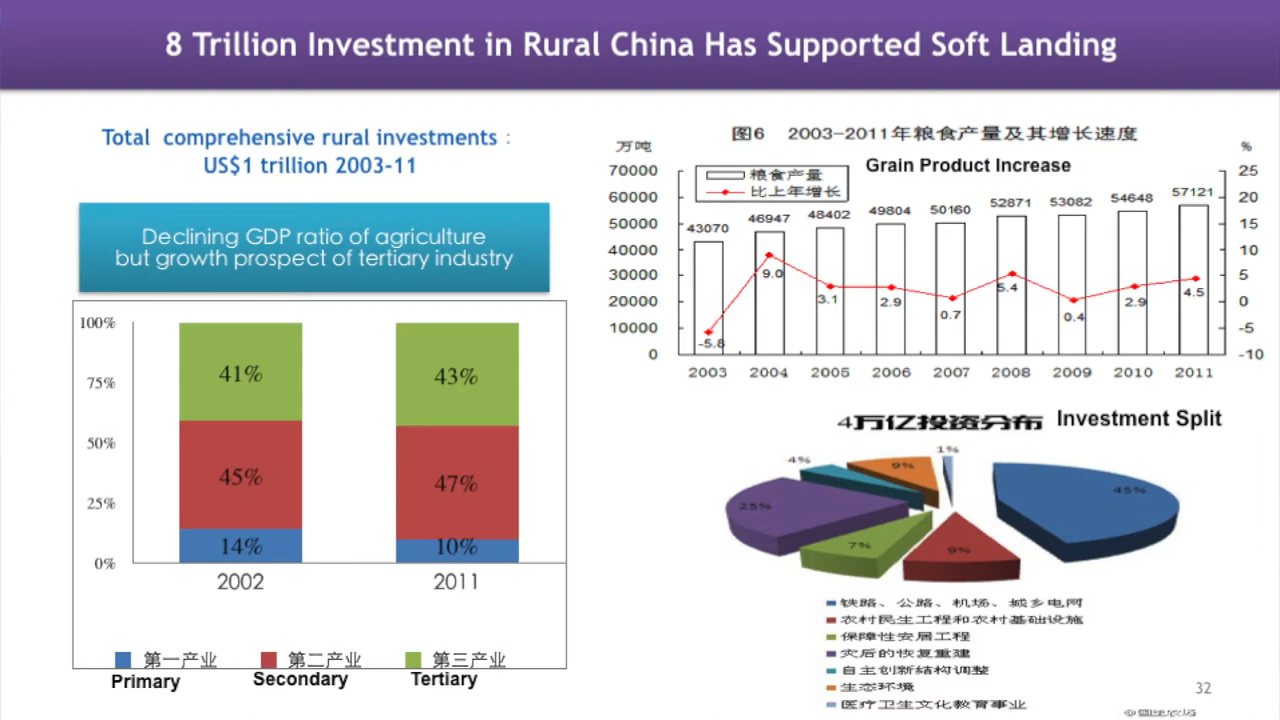 8 Trillion Investment in Rural China Has Supported Soft Landing
Total comprehensive rural investments :
US$1 trillion 2003-11
Declining GDP ratio of agriculture
but growth prospect of tertiary industry
100%
75%
50%
25%
0%
41%
45%
14%
43%
47%
10%
2002
2011
第一产业
第二产业
第三产业
Primary
Secondary
Tertiary
图6 2003-2011年粮食产量及其增长速度
万吨
%
Grain Product Increase
粮食产量
比上年增长
70000
60000
50000
40000
30000
20000
10000
0
25
20
15
10
5
0
-5
-10
43070
46947
48402
49804
50160
52871
53082
54648
57121
-5.8
9.0
3.1
2.9
0.7
5.4
0.4
2.9
4.5
2003
2004
2005
2006
2007
2008
2009
2010
2011
4万亿投资分布 Investment Split
1%
4%
9%
45%
25%
7%
9%
铁路、公路、机场、城乡电网
农村民生工程和农村基础设施
保障性安居工程
灾后的恢复重建
自主创新结构调整
生态环境
医疗卫生文化教育事业
32